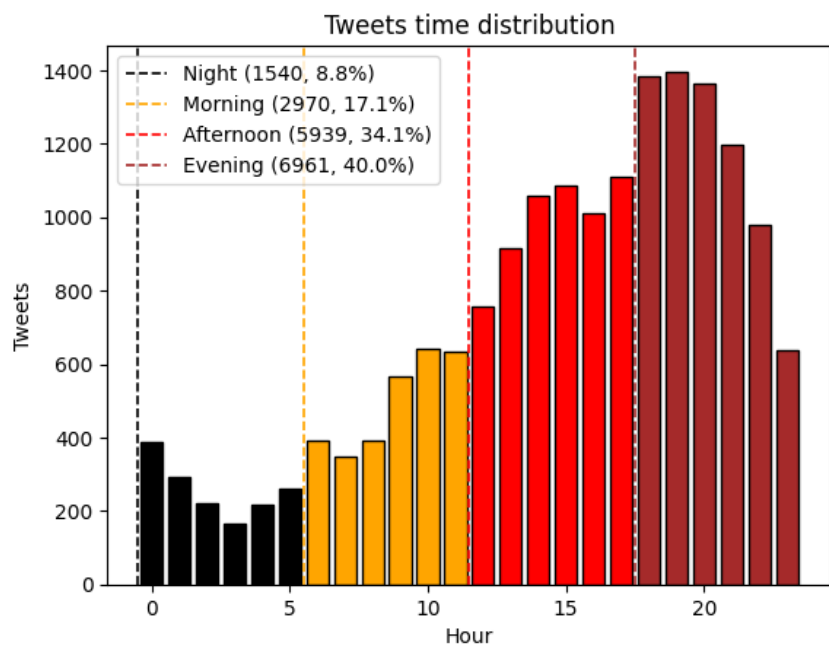 Tweets time distribution
Night (1540, 8.8%)
Morning (2970, 17.1%)
Afternoon (5939, 34.1%)
Evening (6961, 40.0%)
1400
1200
1000
800
600
400
200
0
Tweets
0 5 10 15 20
Hour